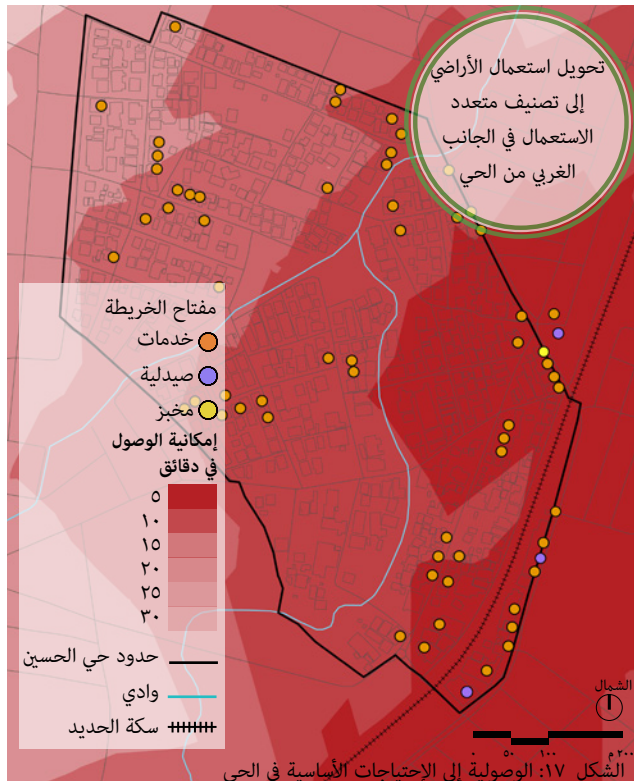 تحويل استعمال الأراضي
إلى تصنيف متعدد
الاستعمال في الجانب
الغربي من الحي
مفتاح الخريطة
خدمات
صيدلية
مخبز
إمكانية الوصول
في دقائق
٥
١٠
١٥
٢٠
٢٥
٣٠
حدود حي الحسين
وادي
سكة الحديد
الشمال
٠ ٥٠ ١٠٠ ٢٠٠ م
الشكل ١٧: الوصولية إلى الإحتياجات الأساسية في الحي